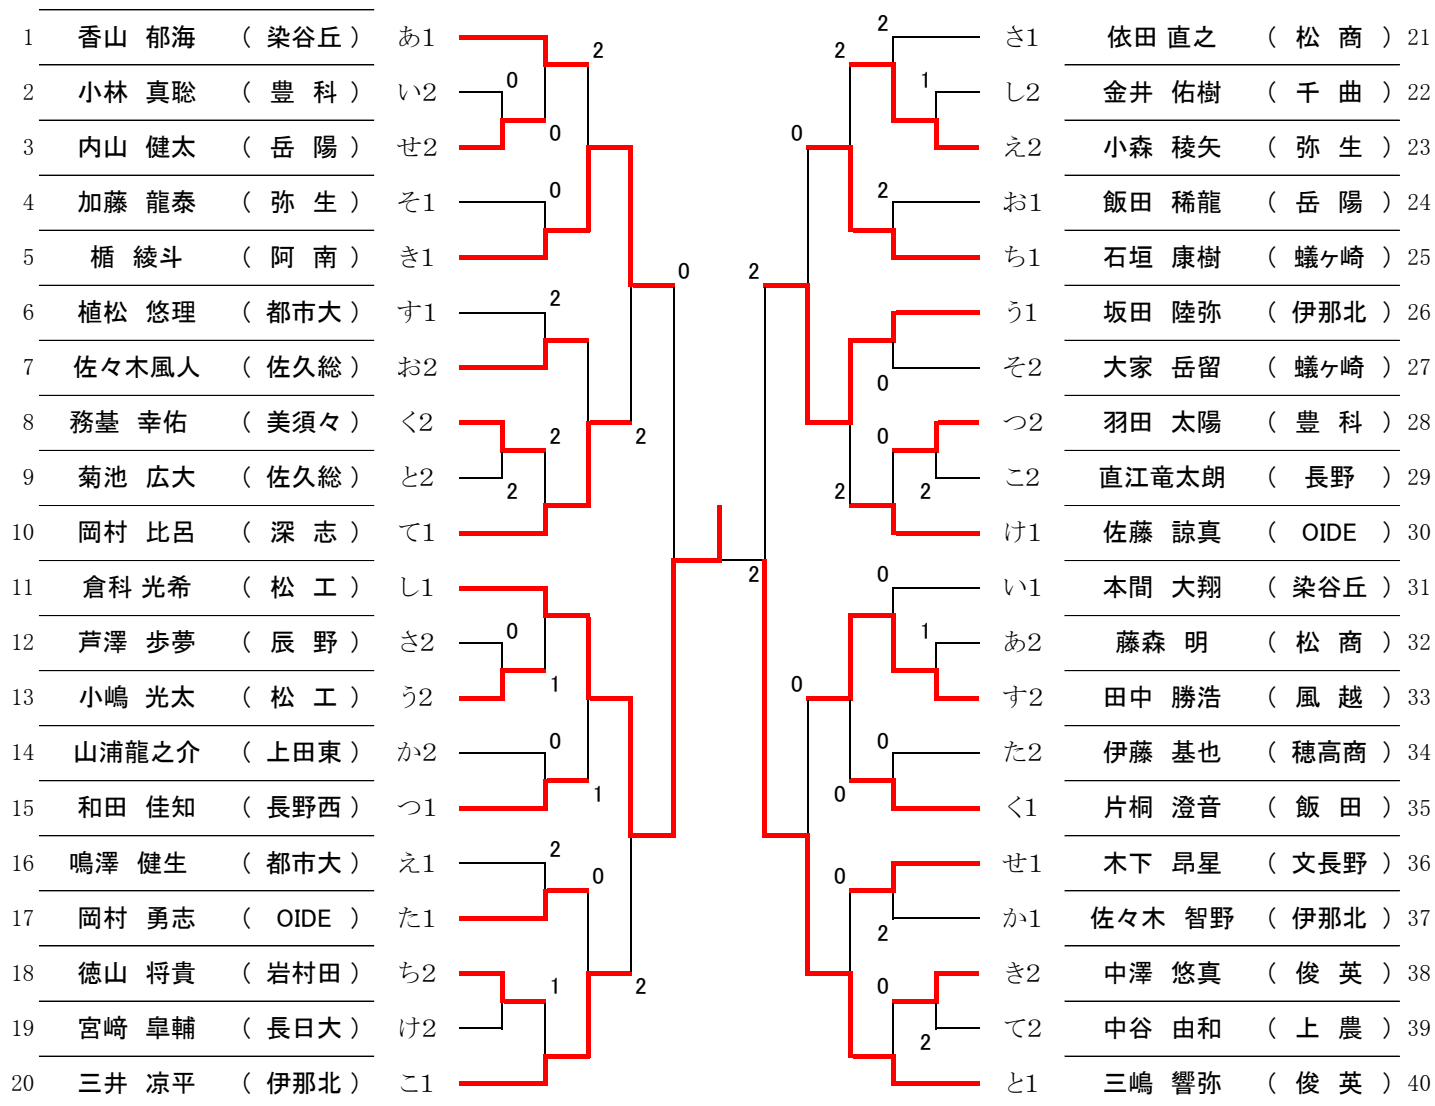 1 香山 郁海 （ 染谷丘 ） あ1
2 小林 真聡 （ 豊 科 ） い2
3 内山 健太 （ 岳 陽 ） せ2
4 加藤 龍泰 （ 弥 生 ） そ1
5 楯 綾斗 （ 阿 南 ） き1
6 植松 悠理 （ 都市大 ） す1
7 佐々木風人 （ 佐久総 ） お2
8 務䑓 幸佑 （ 美須々 ） く2
9 菊池 広大 （ 佐久総 ） と2
10 岡村 比呂 （ 深 志 ） て1
11 倉科 光希 （ 松 工 ） し1
12 芦澤 歩夢 （ 辰 野 ） さ2
13 小嶋 光太 （ 松 工 ） う2
14 山浦龍之介 （ 上田東 ） か2
15 和田 佳知 （ 長野西 ） つ1
16 鳴澤 健生 （ 都市大 ） え1
17 岡村 勇志 （ OIDE ） た1
18 徳山 将貴 （ 岩村田 ） ち2
19 宮﨑 皐輔 （ 長日大 ） け2
20 三井 凉平 （ 伊那北 ） こ1
2
0
0
0
2
2
2
2
0
1
0
1
2
0
1
2
0
2
2
2
2
1
0
2
0
0
2
2
0
1
0
0
0
0
2
0
2
さ1 依田 直之 （ 松 商 ） 21
し2 金井 佑樹 （ 千 曲 ） 22
え2 小森 稜矢 （ 弥 生 ） 23
お1 飯田 稀龍 （ 岳 陽 ） 24
ち1 石垣 康樹 （ 蟻ヶ崎 ） 25
う1 坂田 陸弥 （ 伊那北 ） 26
そ2 大家 岳留 （ 蟻ヶ崎 ） 27
つ2 羽田 太陽 （ 豊 科 ） 28
こ2 直江竜太朗 （ 長野 ） 29
け1 佐藤 諒真 （ OIDE ） 30
い1 本間 大翔 （ 染谷丘 ） 31
あ2 藤森 明 （ 松 商 ） 32
す2 田中 勝浩 （ 風 越 ） 33
た2 伊藤 基也 （ 穂高商 ） 34
く1 片桐 澄音 （ 飯 田 ） 35
せ1 木下 昂星 （ 文長野 ） 36
か1 佐々木 智野 （ 伊那北 ） 37
き2 中澤 悠真 （ 俊 英 ） 38
て2 中谷 由和 （ 上 農 ） 39
と1 三嶋 響弥 （ 俊 英 ） 40